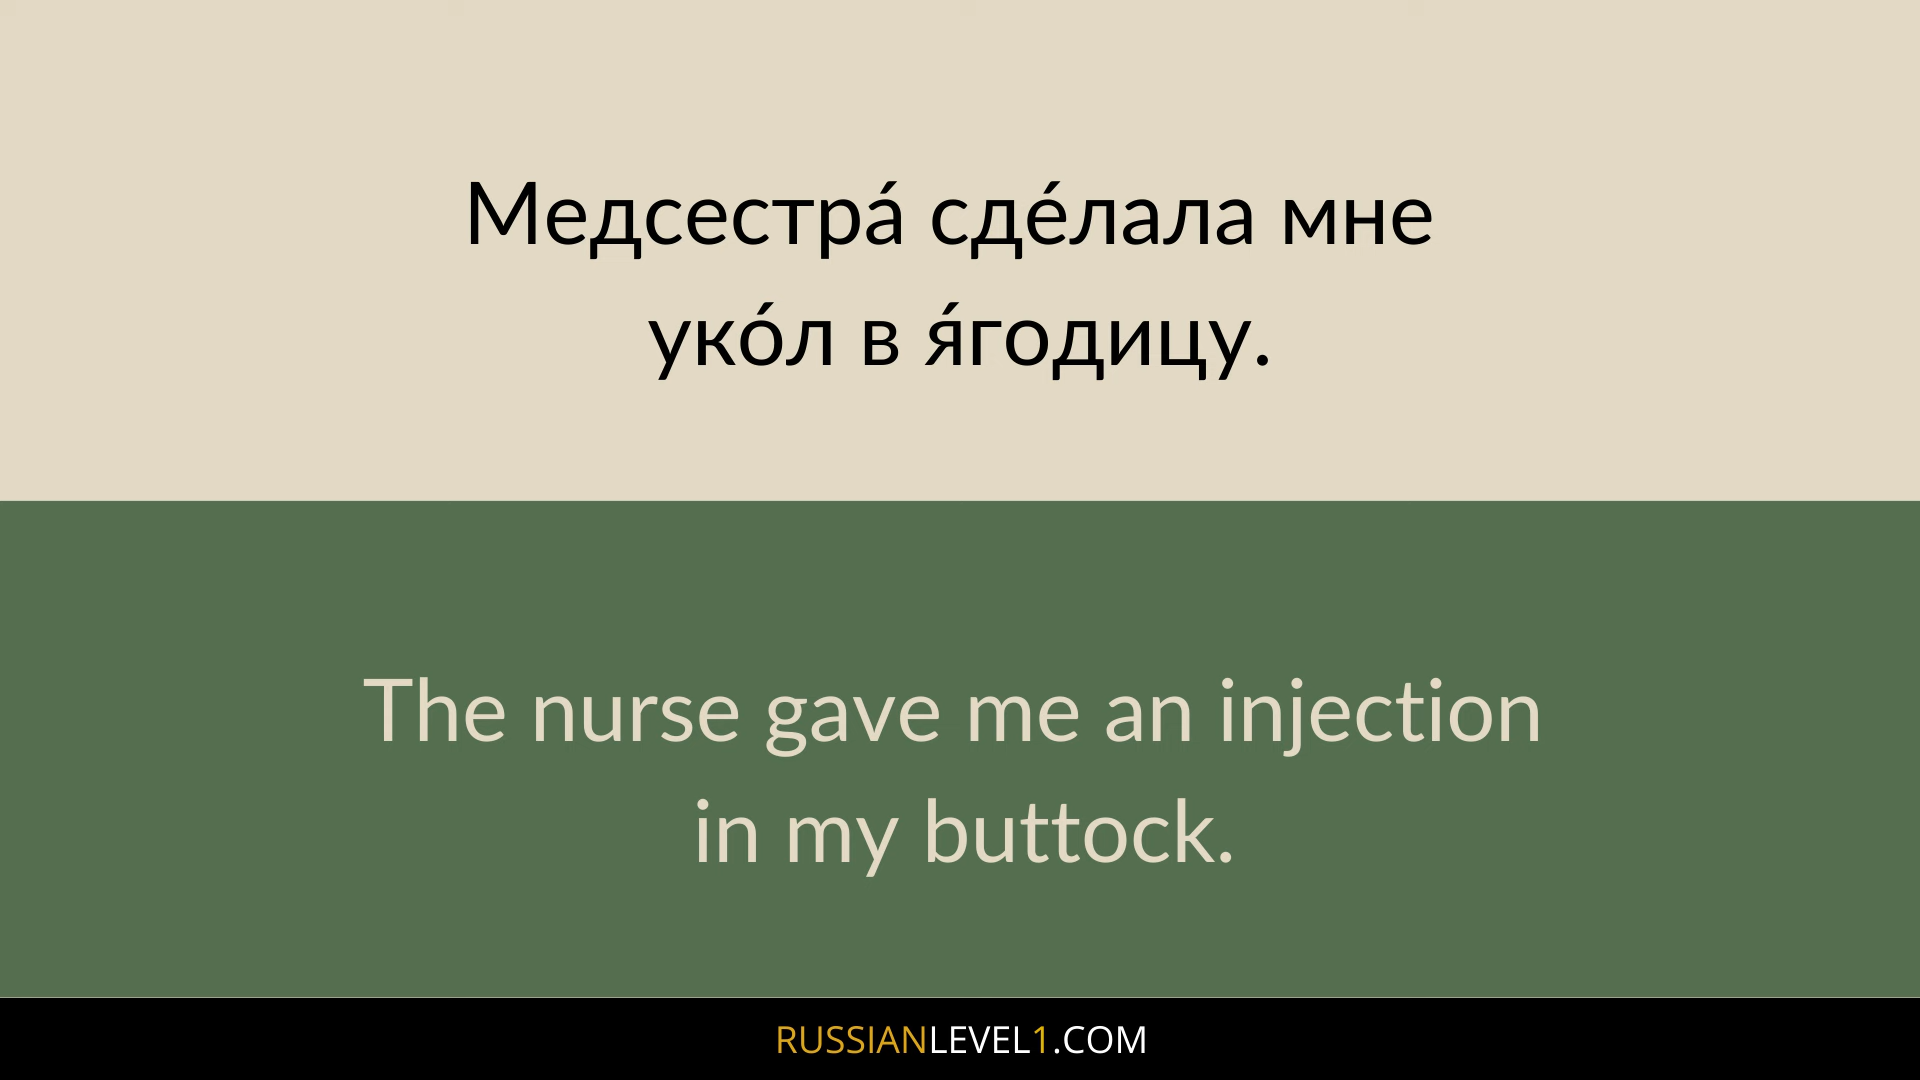 Медсестра́ сде́лала мне
уко́л в я́годицу.
The nurse gave me an injection
in my buttock.
RUSSIANLEVEL1.COM